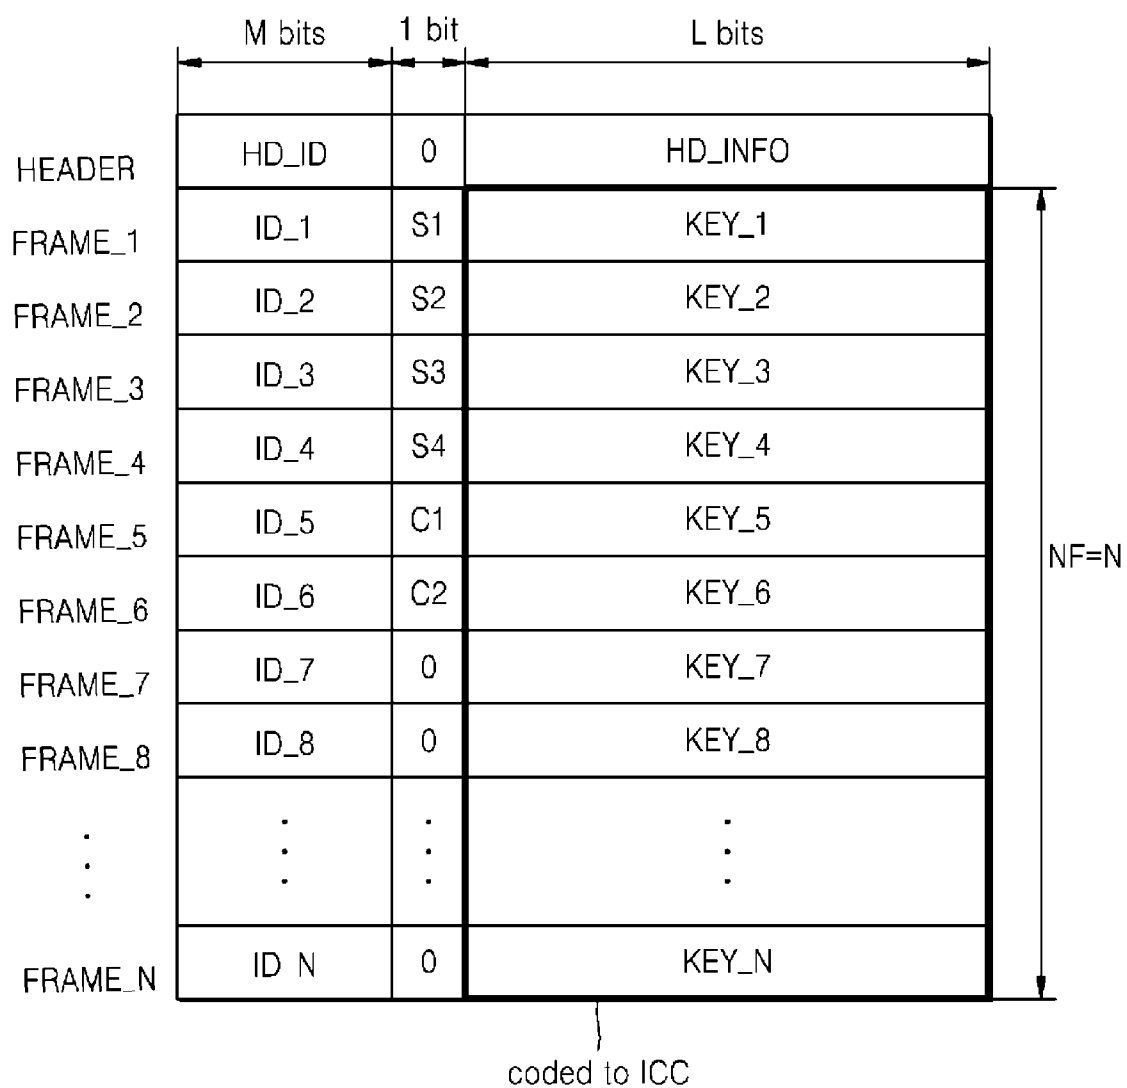 M bits 1 bit L bits
HEADER HD_ID 0 HD_INFO
FRAME_1 ID_1 S1 KEY_1
FRAME_2 ID_2 S2 KEY_2
FRAME_3 ID_3 S3 KEY_3
FRAME_4 ID_4 S4 KEY_4
FRAME_5 ID_5 C1 KEY_5
FRAME_6 ID_6 C2 KEY_6
NF=N
FRAME_7 ID_7 0 KEY_7
FRAME_8 ID_8 0 KEY_8
FRAME_N ID N 0 KEY_N
coded to ICC